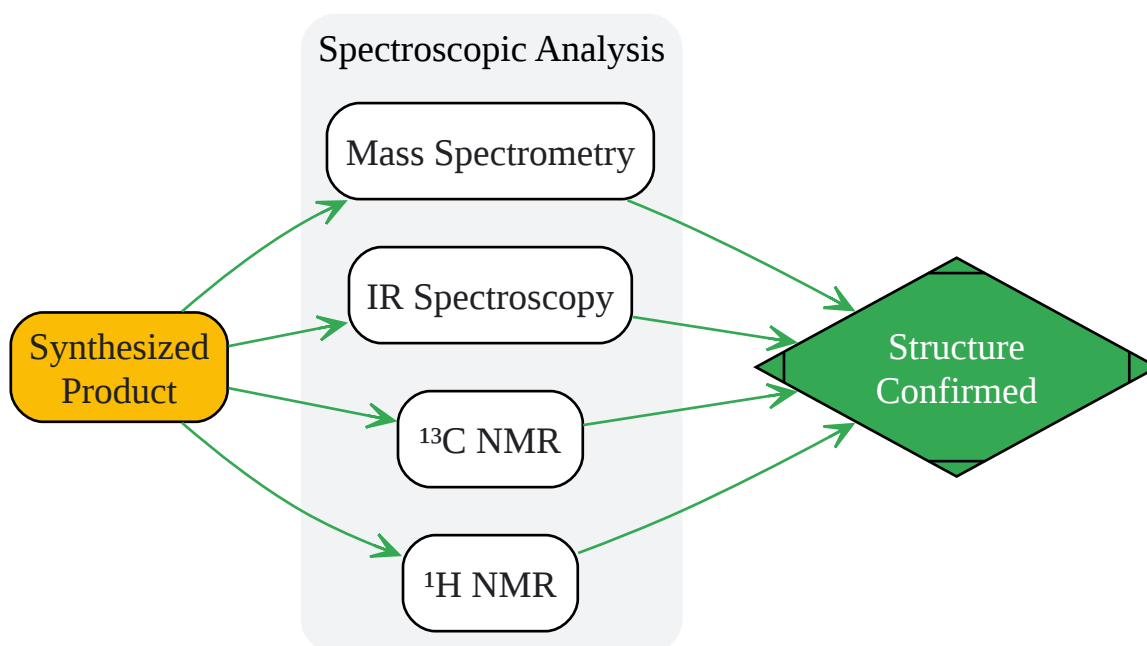 Spectroscopic Analysis
Mass Spectrometry
IR Spectroscopy
Synthesized
Product
Structure
Confirmed
¹³C NMR
¹H NMR